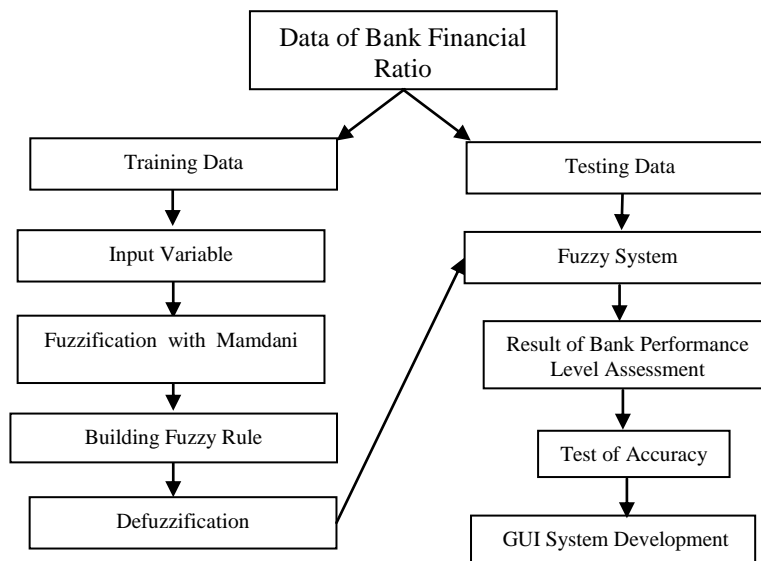 Data of Bank Financial
Ratio
Training Data
Testing Data
Input Variable
Fuzzy System
Fuzzification with Mamdani
Result of Bank Performance
Level Assessment
Building Fuzzy Rule
Test of Accuracy
Defuzzification
GUI System Development